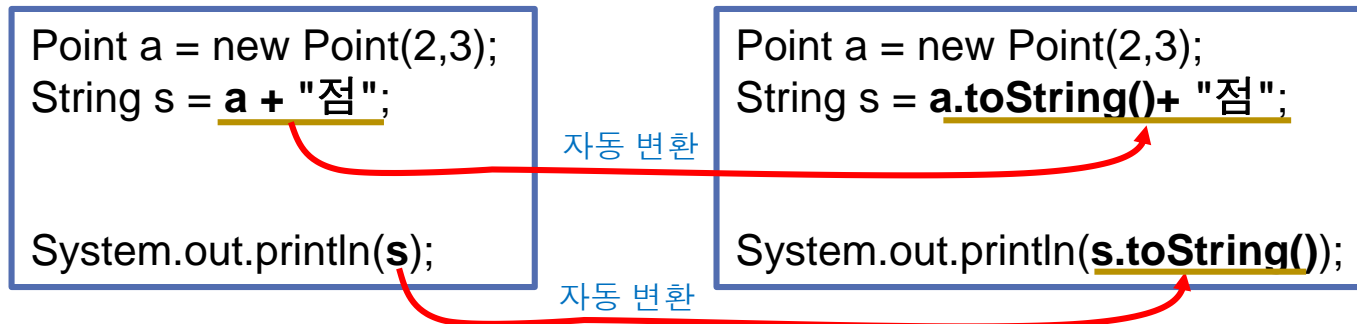 Point a = new Point(2,3);
String s = a + "점";
System.out.println(s);
자동 변환
자동 변환
Point a = new Point(2,3);
String s = a.toString()+ "점";
System.out.println(s.toString());